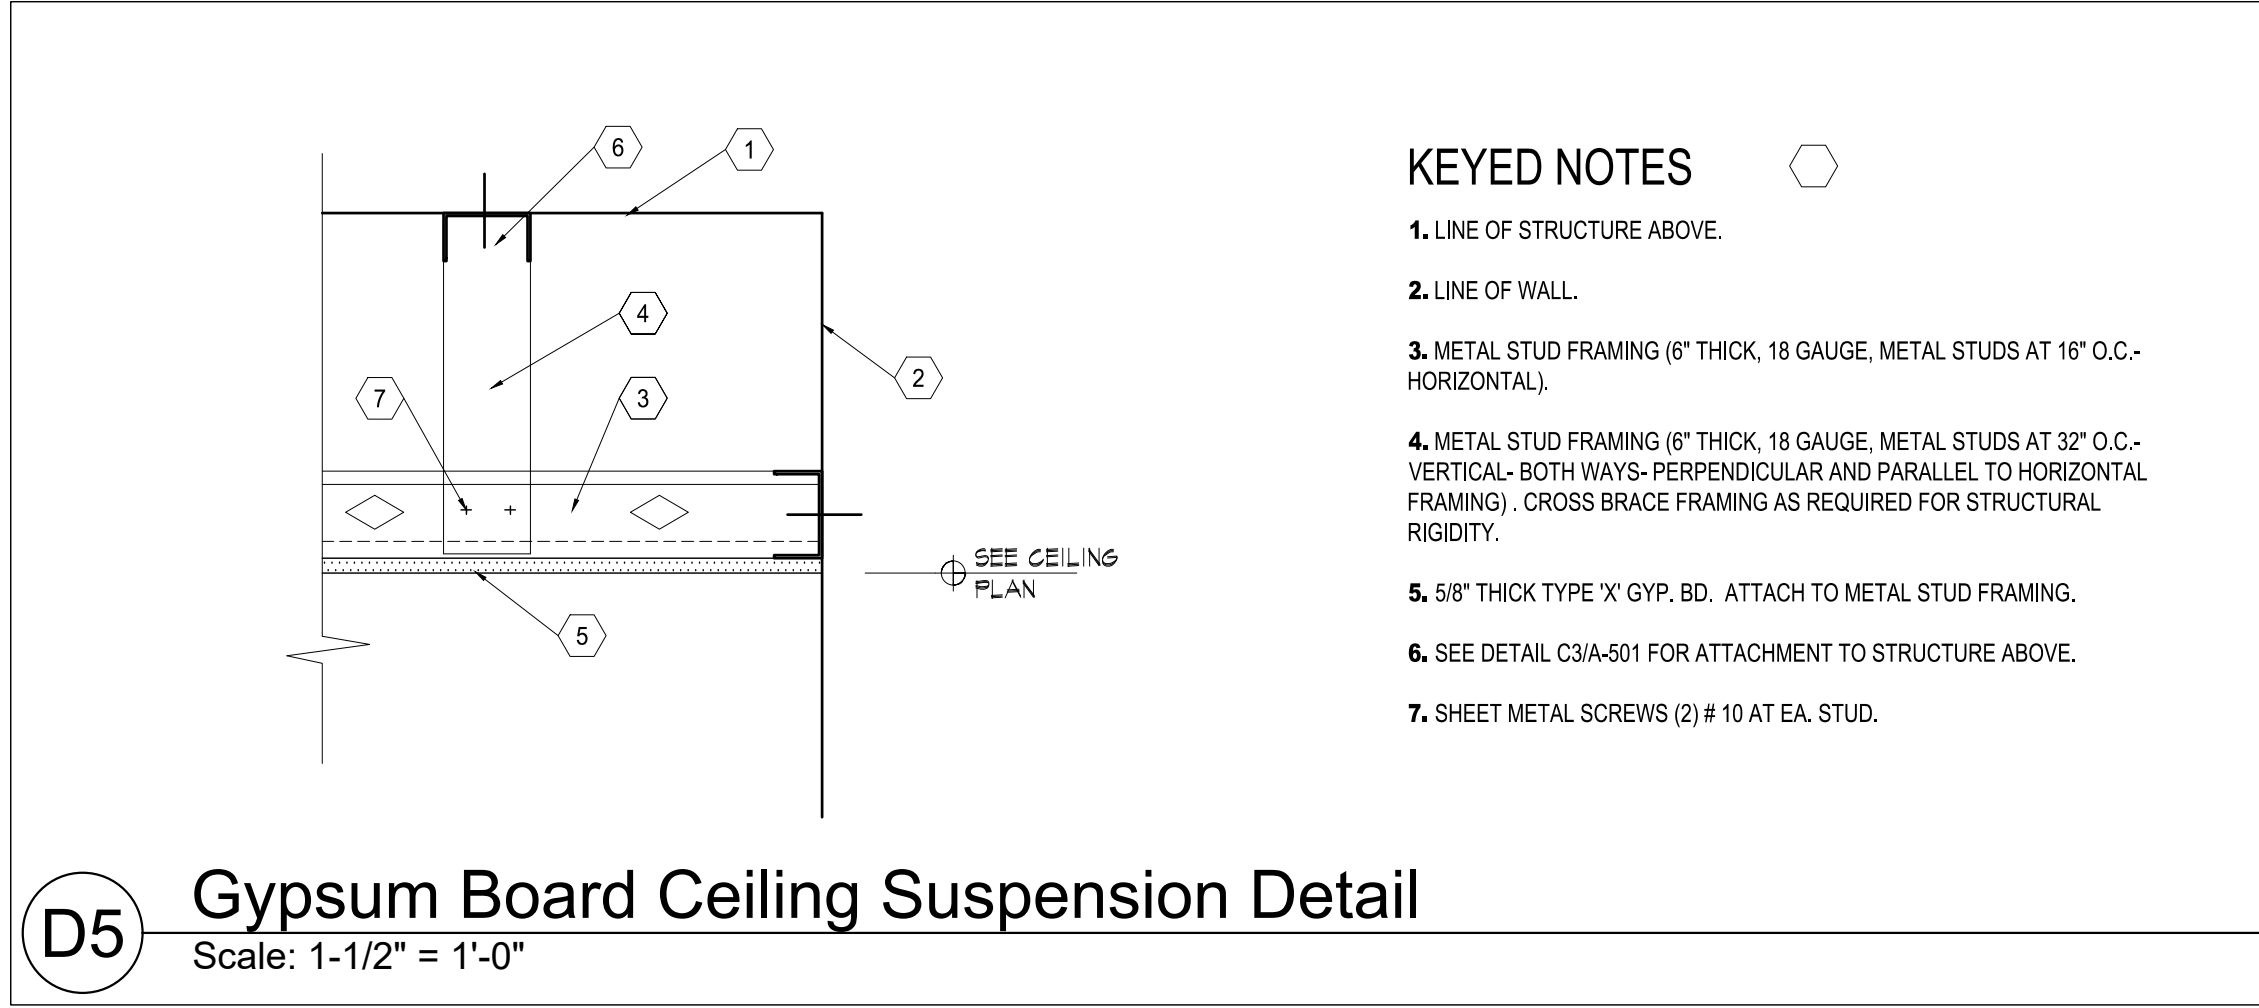 6
1
4
7
3
2
5
SEE CEILING
PLAN
KEYED NOTES
1. LINE OF STRUCTURE ABOVE.
2. LINE OF WALL.
3. METAL STUD FRAMING (6" THICK, 18 GAUGE, METAL STUDS AT 16" O.C.-
HORIZONTAL).
4. METAL STUD FRAMING (6" THICK, 18 GAUGE, METAL STUDS AT 32" O.C.-
VERTICAL- BOTH WAYS- PERPENDICULAR AND PARALLEL TO HORIZONTAL
FRAMING) . CROSS BRACE FRAMING AS REQUIRED FOR STRUCTURAL
RIGIDITY.
5. 5/8" THICK TYPE 'X' GYP. BD.  ATTACH TO METAL STUD FRAMING.
6. SEE DETAIL C3/A-501 FOR ATTACHMENT TO STRUCTURE ABOVE.
7. SHEET METAL SCREWS (2) # 10 AT EA. STUD.
D5
Gypsum Board Ceiling Suspension Detail
Scale: 1-1/2" = 1'-0"